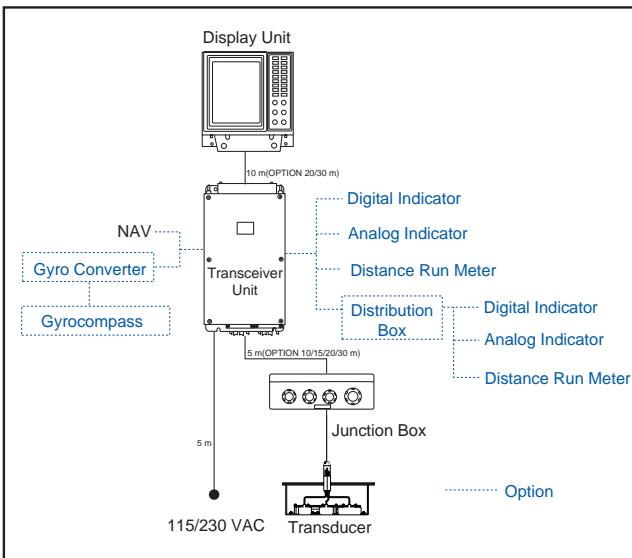 Display Unit
10 m(OPTION 20/30 m)
Digital Indicator
NAV
Analog Indicator
Gyro Converter
Transceiver
Unit
Distance Run Meter
Gyrocompass
Distribution
Box
Digital Indicator
Analog Indicator
5 m(OPTION 10/15/20/30 m)
Distance Run Meter
Junction Box
5 m
Option
115/230 VAC
Transducer